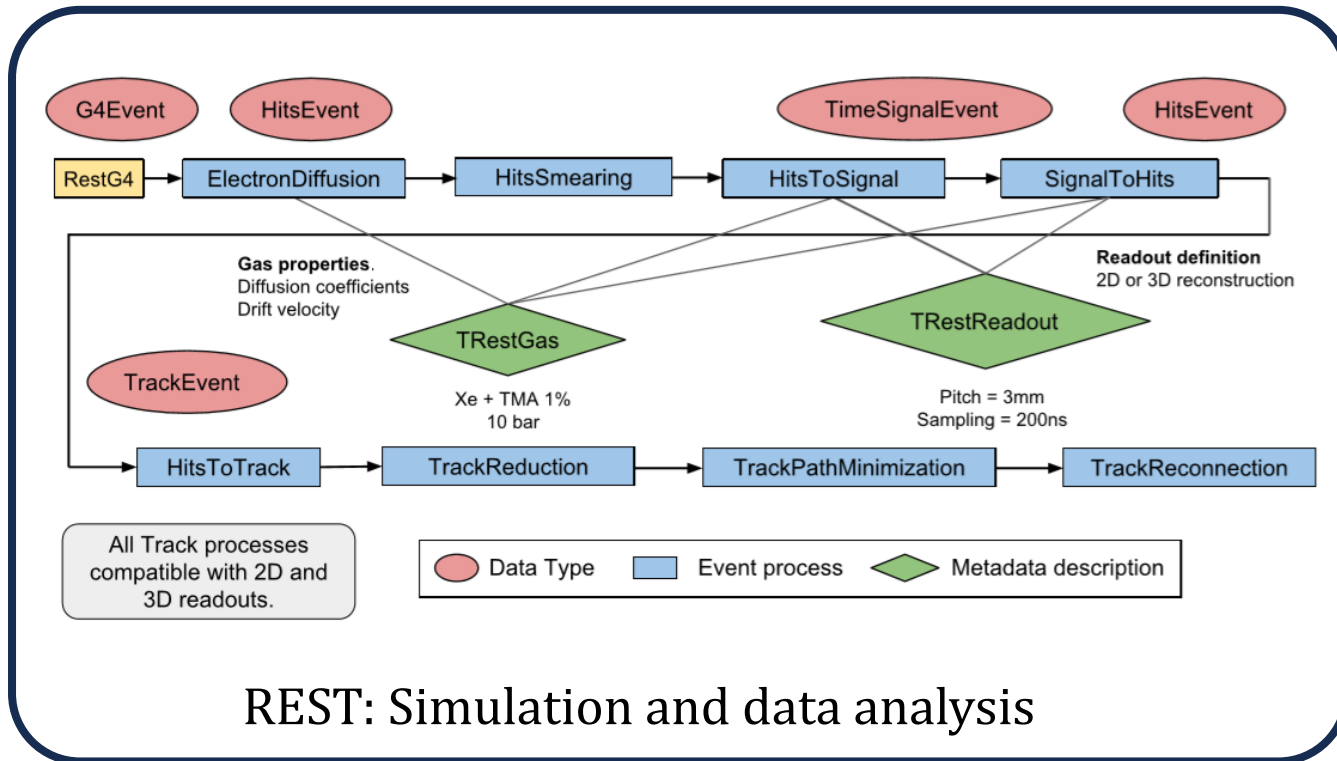 G4Event
HitsEvent
TimeSignalEvent
HitsEvent
RestG4
ElectronDiffusion
HitsSmearing
HitsToSignal
SignalToHits
Gas properties.
Diffusion coefficients
Drift velocity
Readout definition
2D or 3D reconstruction
TRestGas
TRestReadout
TrackEvent
Xe + TMA 1%
10 bar
Pitch = 3mm
Sampling = 200ns
HitsToTrack
TrackReduction
TrackPathMinimization
TrackReconnection
All Track processes
compatible with 2D and
3D readouts.
Data Type
Event process
Metadata description
REST: Simulation and data analysis